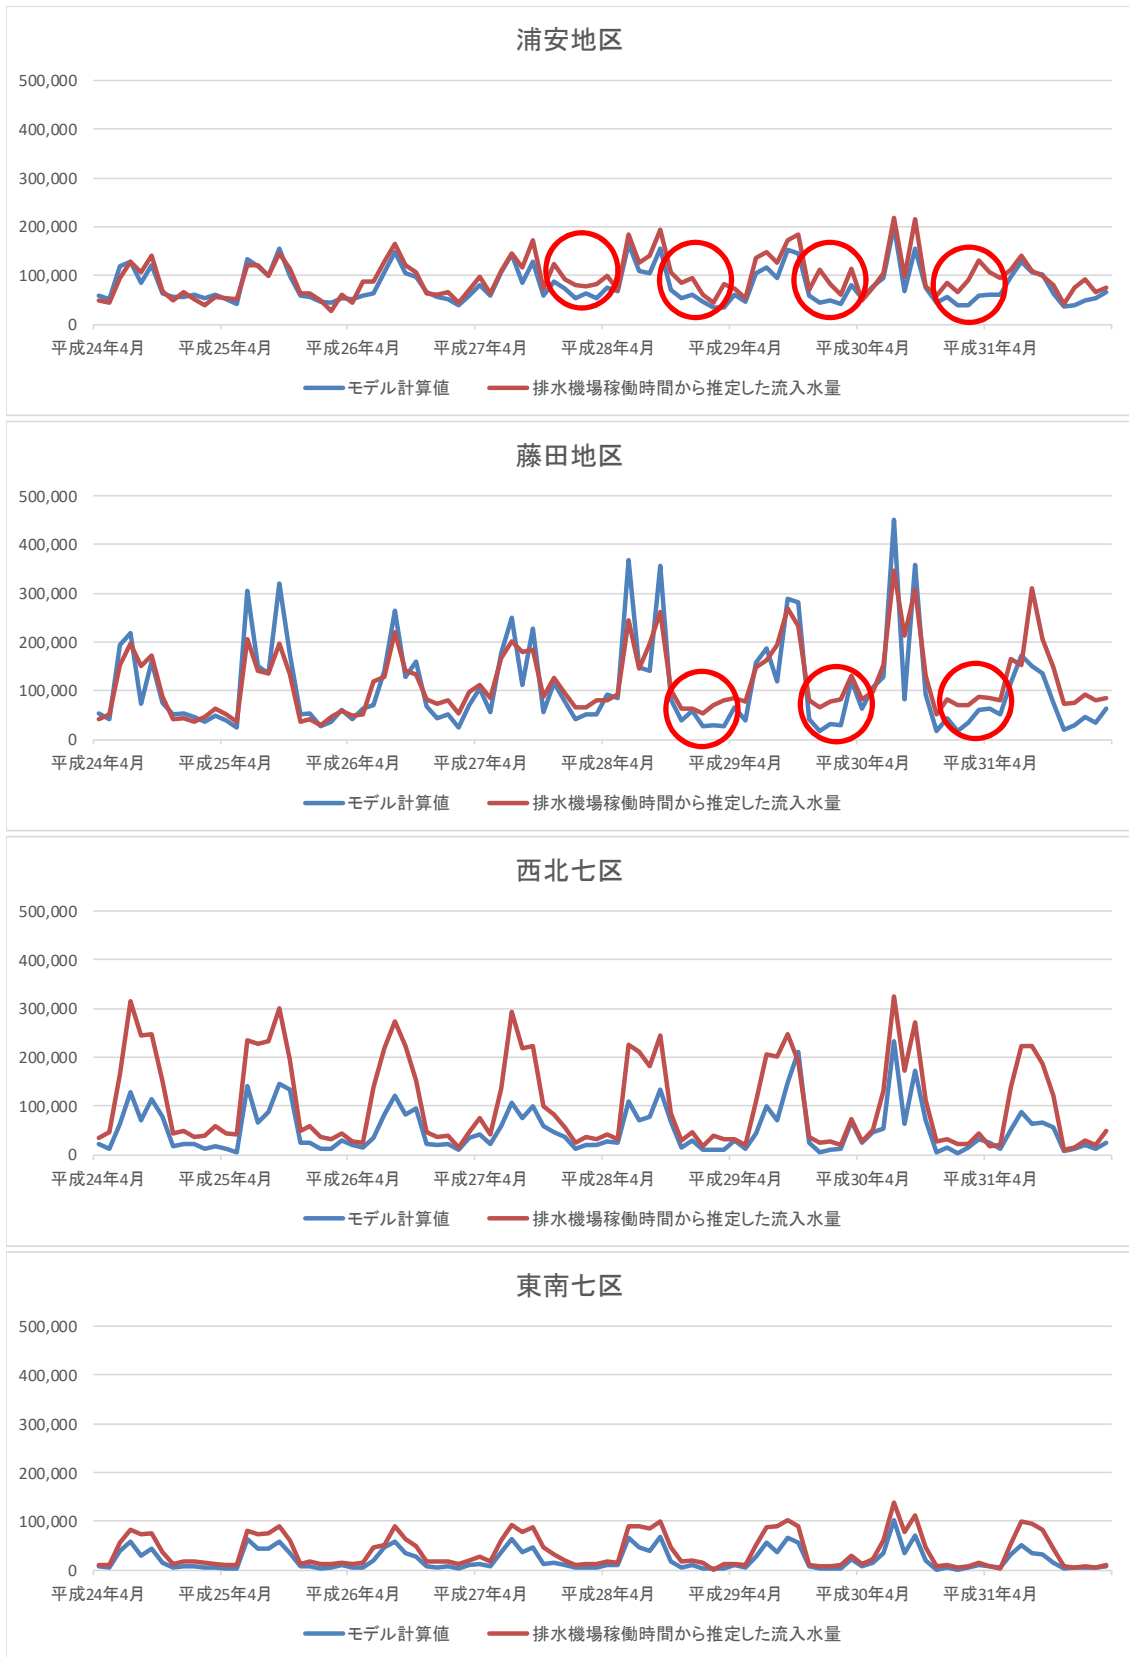 浦安地区
500,000
400,000
300,000
200,000
100,000
0
平成24年4月 平成25年4月 平成26年4月 平成27年4月 平成28年4月 平成29年4月 平成30年4月 平成31年4月
モデル計算値 排水機場稼働時間から推定した流入水量
藤田地区
500,000
400,000
300,000
200,000
100,000
0
平成24年4月 平成25年4月 平成26年4月 平成27年4月 平成28年4月 平成29年4月 平成30年4月 平成31年4月
モデル計算値 排水機場稼働時間から推定した流入水量
西北七区
500,000
400,000
300,000
200,000
100,000
0
平成24年4月 平成25年4月 平成26年4月 平成27年4月 平成28年4月 平成29年4月 平成30年4月 平成31年4月
モデル計算値 排水機場稼働時間から推定した流入水量
東南七区
500,000
400,000
300,000
200,000
100,000
0
平成24年4月 平成25年4月 平成26年4月 平成27年4月 平成28年4月 平成29年4月 平成30年4月 平成31年4月
モデル計算値 排水機場稼働時間から推定した流入水量